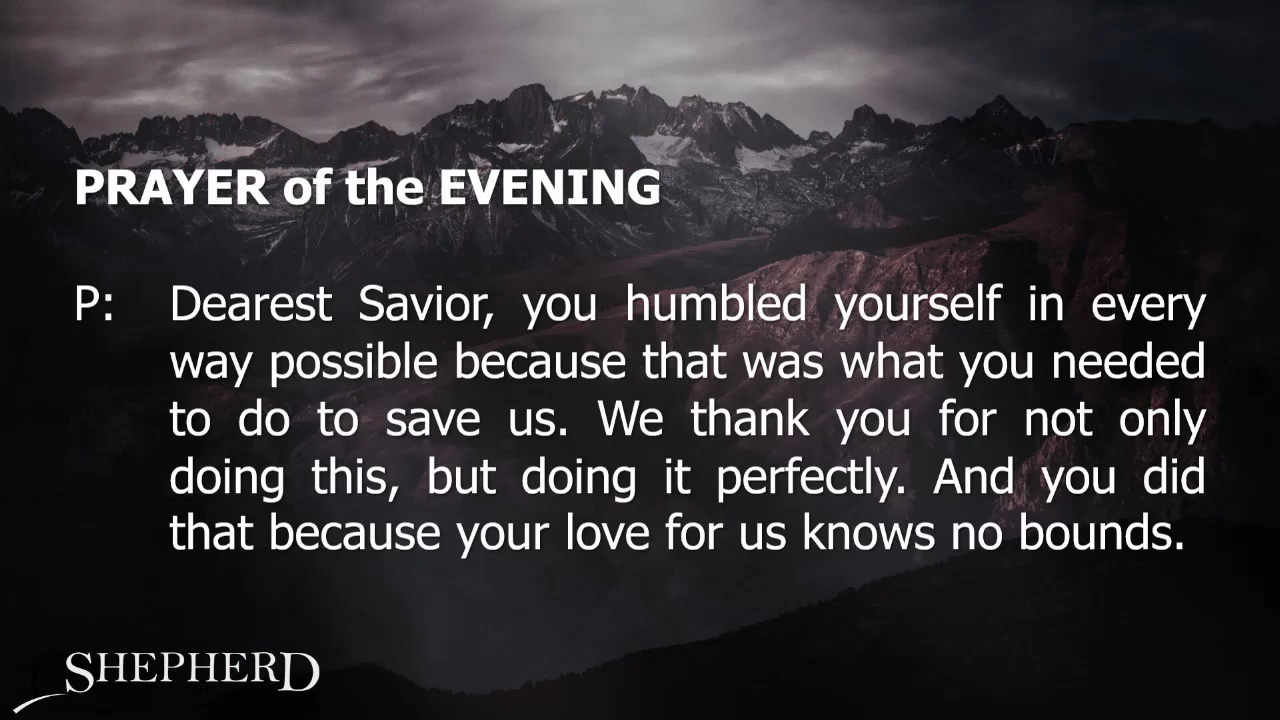 PRAYER of the EVENING
P: Dearest Savior, you humbled yourself in every
way possible because that was what you needed
to do to save us. We thank you for not only
doing this, but doing it perfectly. And you did
that because your love for us knows no bounds.
SHEPHERD